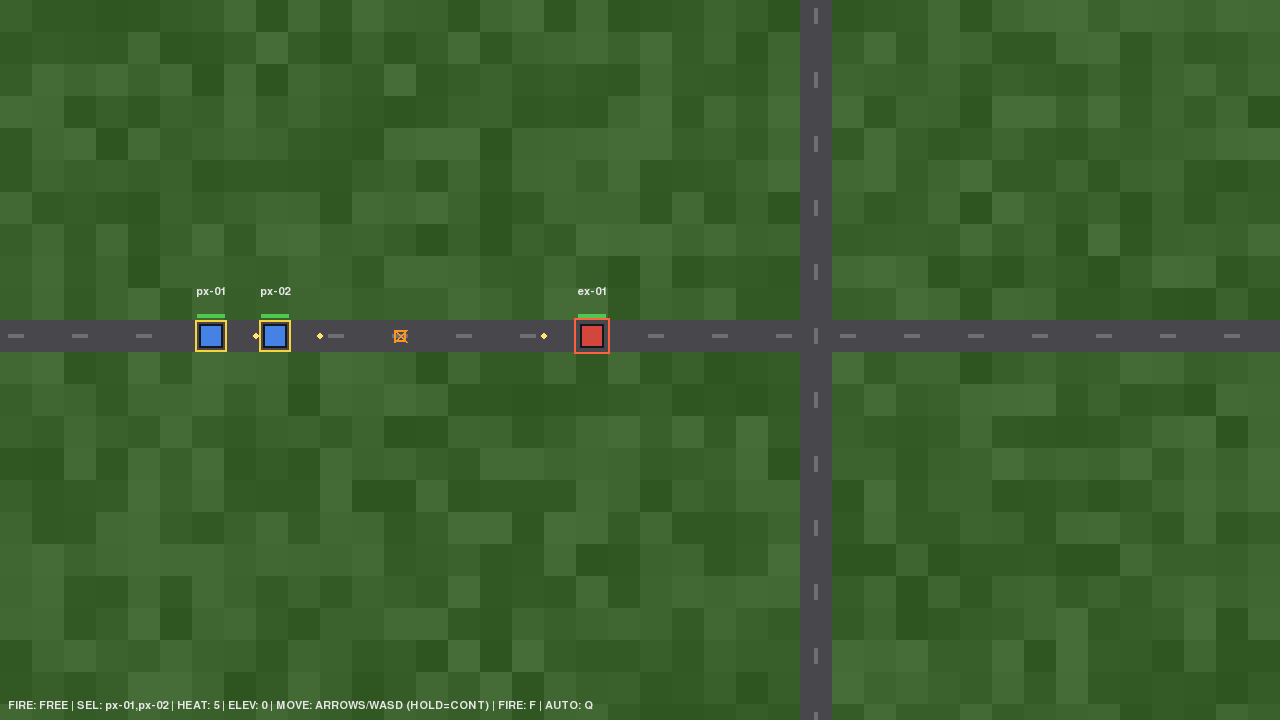 px-01 px-02 ex-01
FIRE: FREE | SEL: px-01,px-02 | HEAT: 5 | ELEV: 0 | MOVE: ARROWS/WASD (HOLD=CONT) | FIRE: F | AUTO: Q